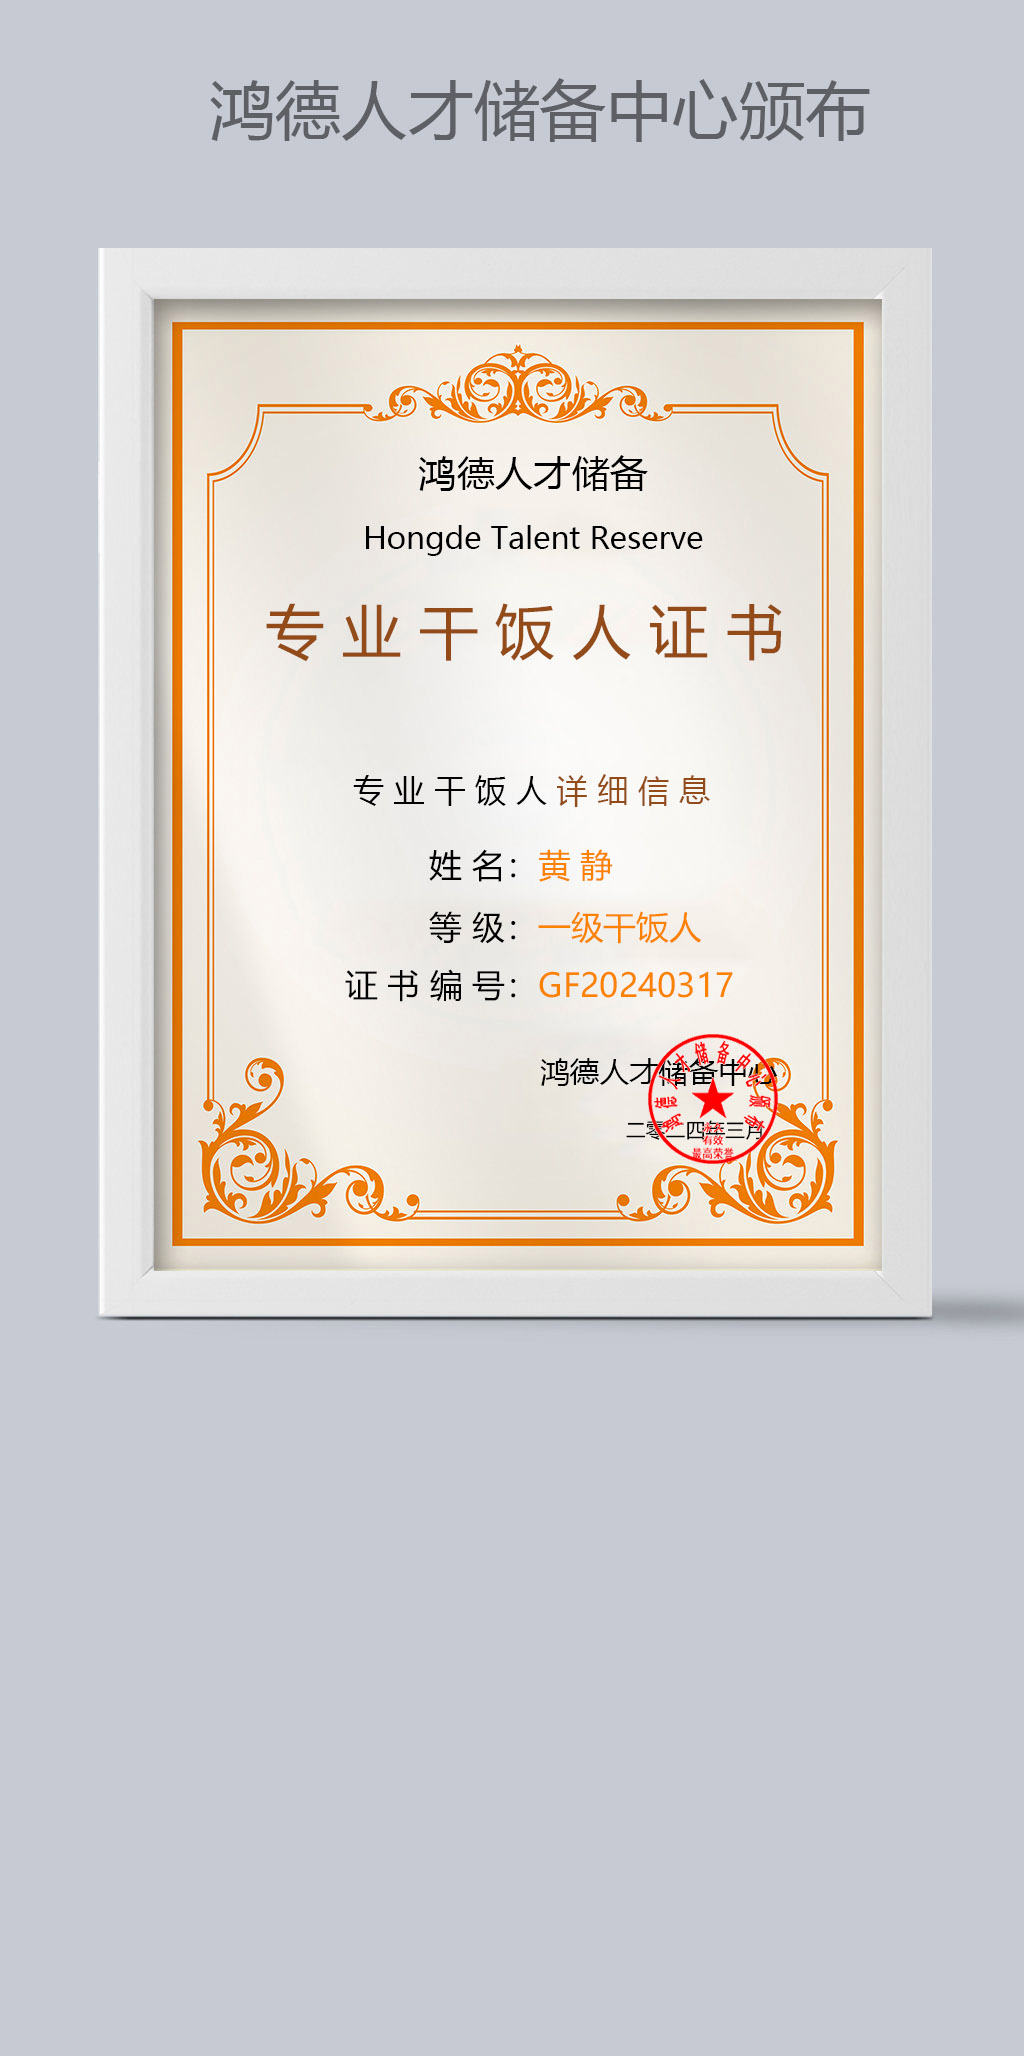 鸿德人才储备中心颁布
鸿德人才储备
Hongde Talent Reserve
专业干饭人证书
专业干饭人详细信息
姓名：黄静
等级：一级干饭人
证书编号：GF20240317
鸿德人才储备中心
二零二四年三月
鸿德人才储备中心颁布
有效
最高荣誉